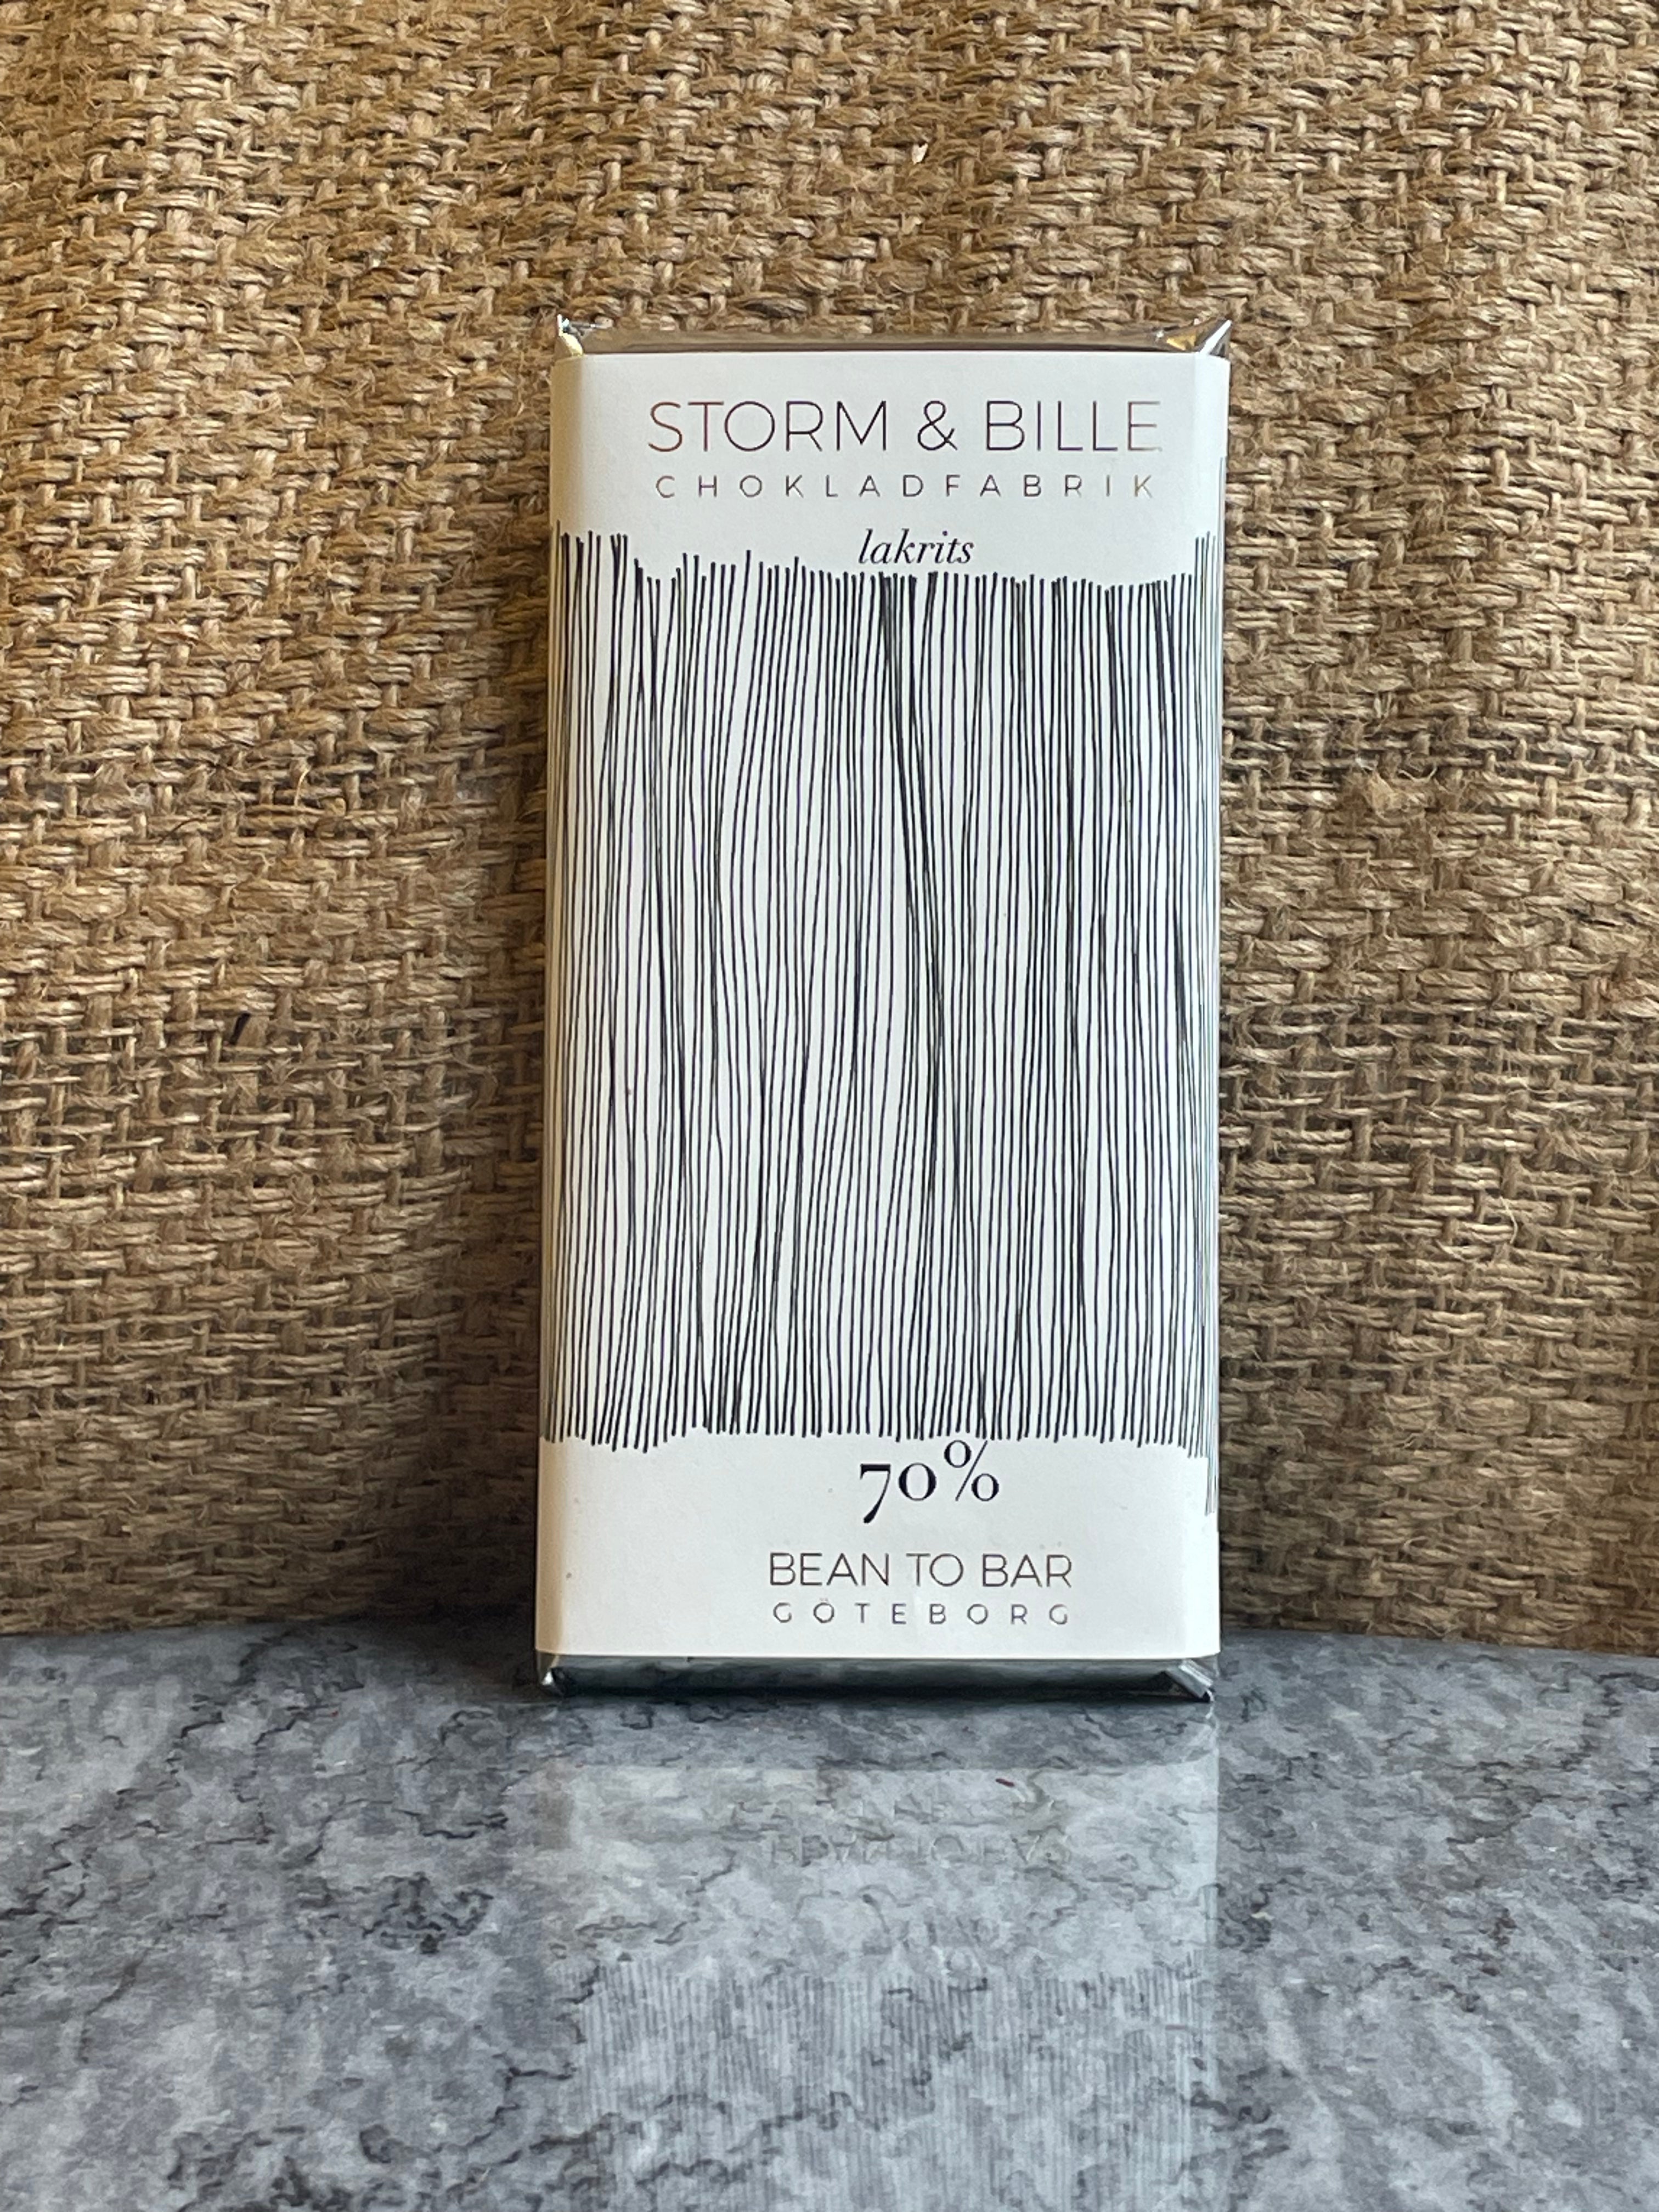 STORM & BILLE
CHOKLADFABRIK
lakrits
70%
BEAN TO BAR
GÖTEBORG